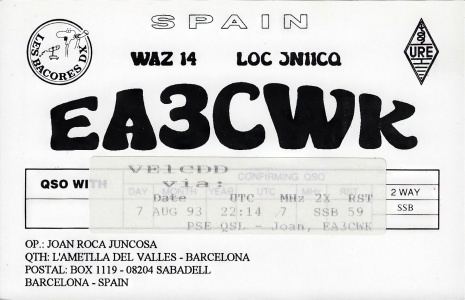 SPAIN
LES BACORES DX
WAZ 14 LOC JN11CQ
URE
EA3CWK
VE1CDD
CONFIRMING QSO
QSO WITH via:
DAY MONTH YEAR UTC MHz RST
2 WAY
Date UTC MHz 2X RST
SSB
7 AUG 93 22:14 7 SSB 59
PSE QSL - Joan, EA3CWK
OP.: JOAN ROCA JUNCOSA
QTH: L'AMETLLA DEL VALLES - BARCELONA
POSTAL: BOX 1119 - 08204 SABADELL
BARCELONA - SPAIN